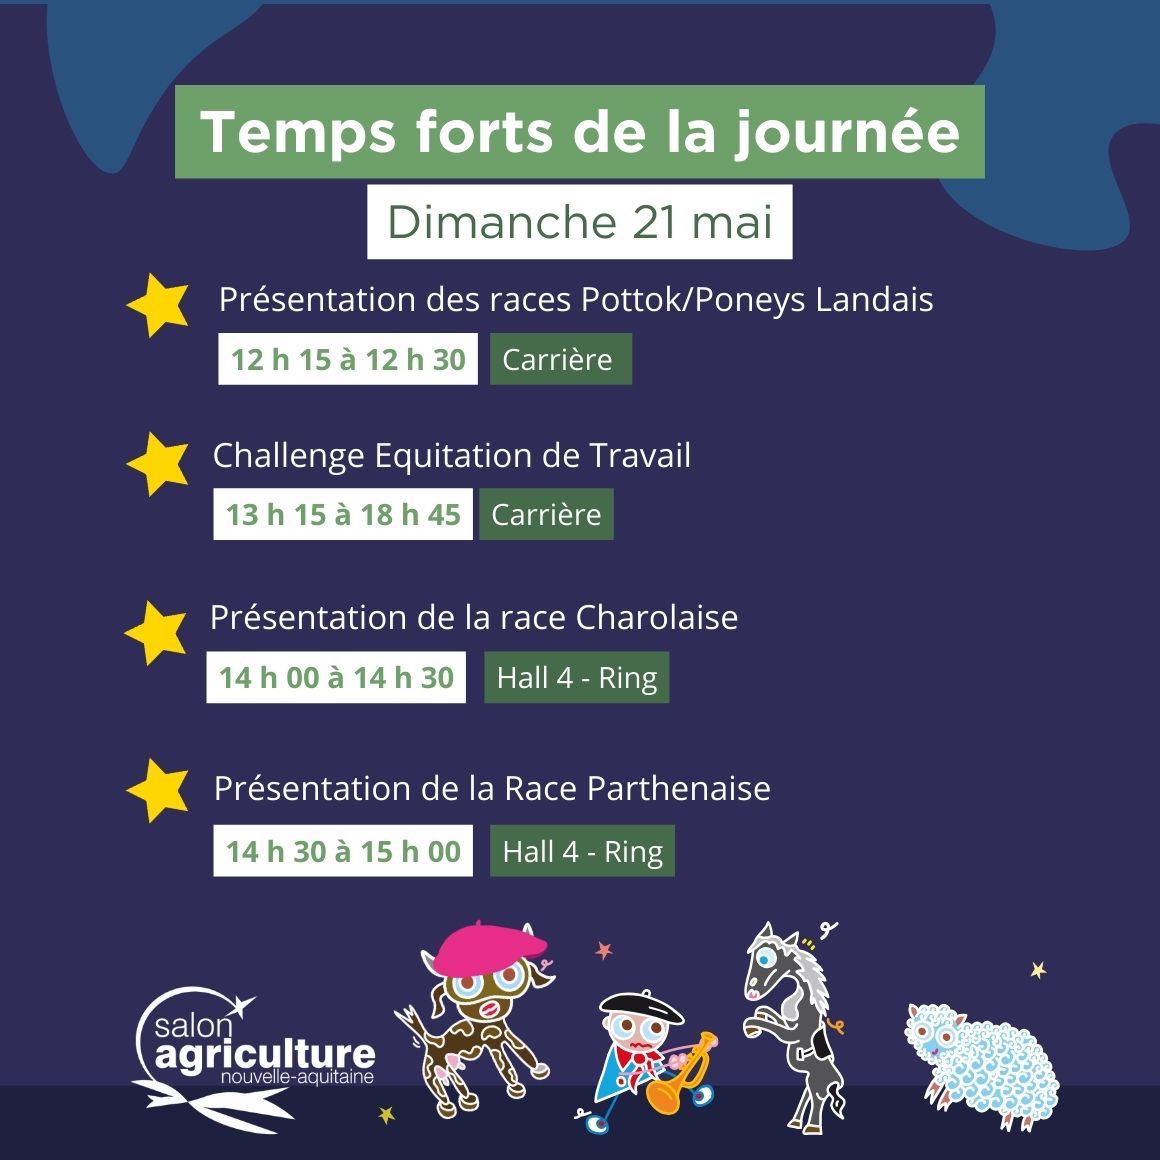 Temps forts de la journée
Dimanche 21 mai
Présentation des races Pottok/Poneys Landais
12 h 15 à 12 h 30 Carrière
Challenge Equitation de Travail
13 h 15 à 18 h 45 Carrière
Présentation de la race Charolaise
14 h 00 à 14 h 30 Hall 4 - Ring
Présentation de la Race Parthenaise
14 h 30 à 15 h 00 Hall 4 - Ring
salon
agriculture
nouvelle-aquitaine